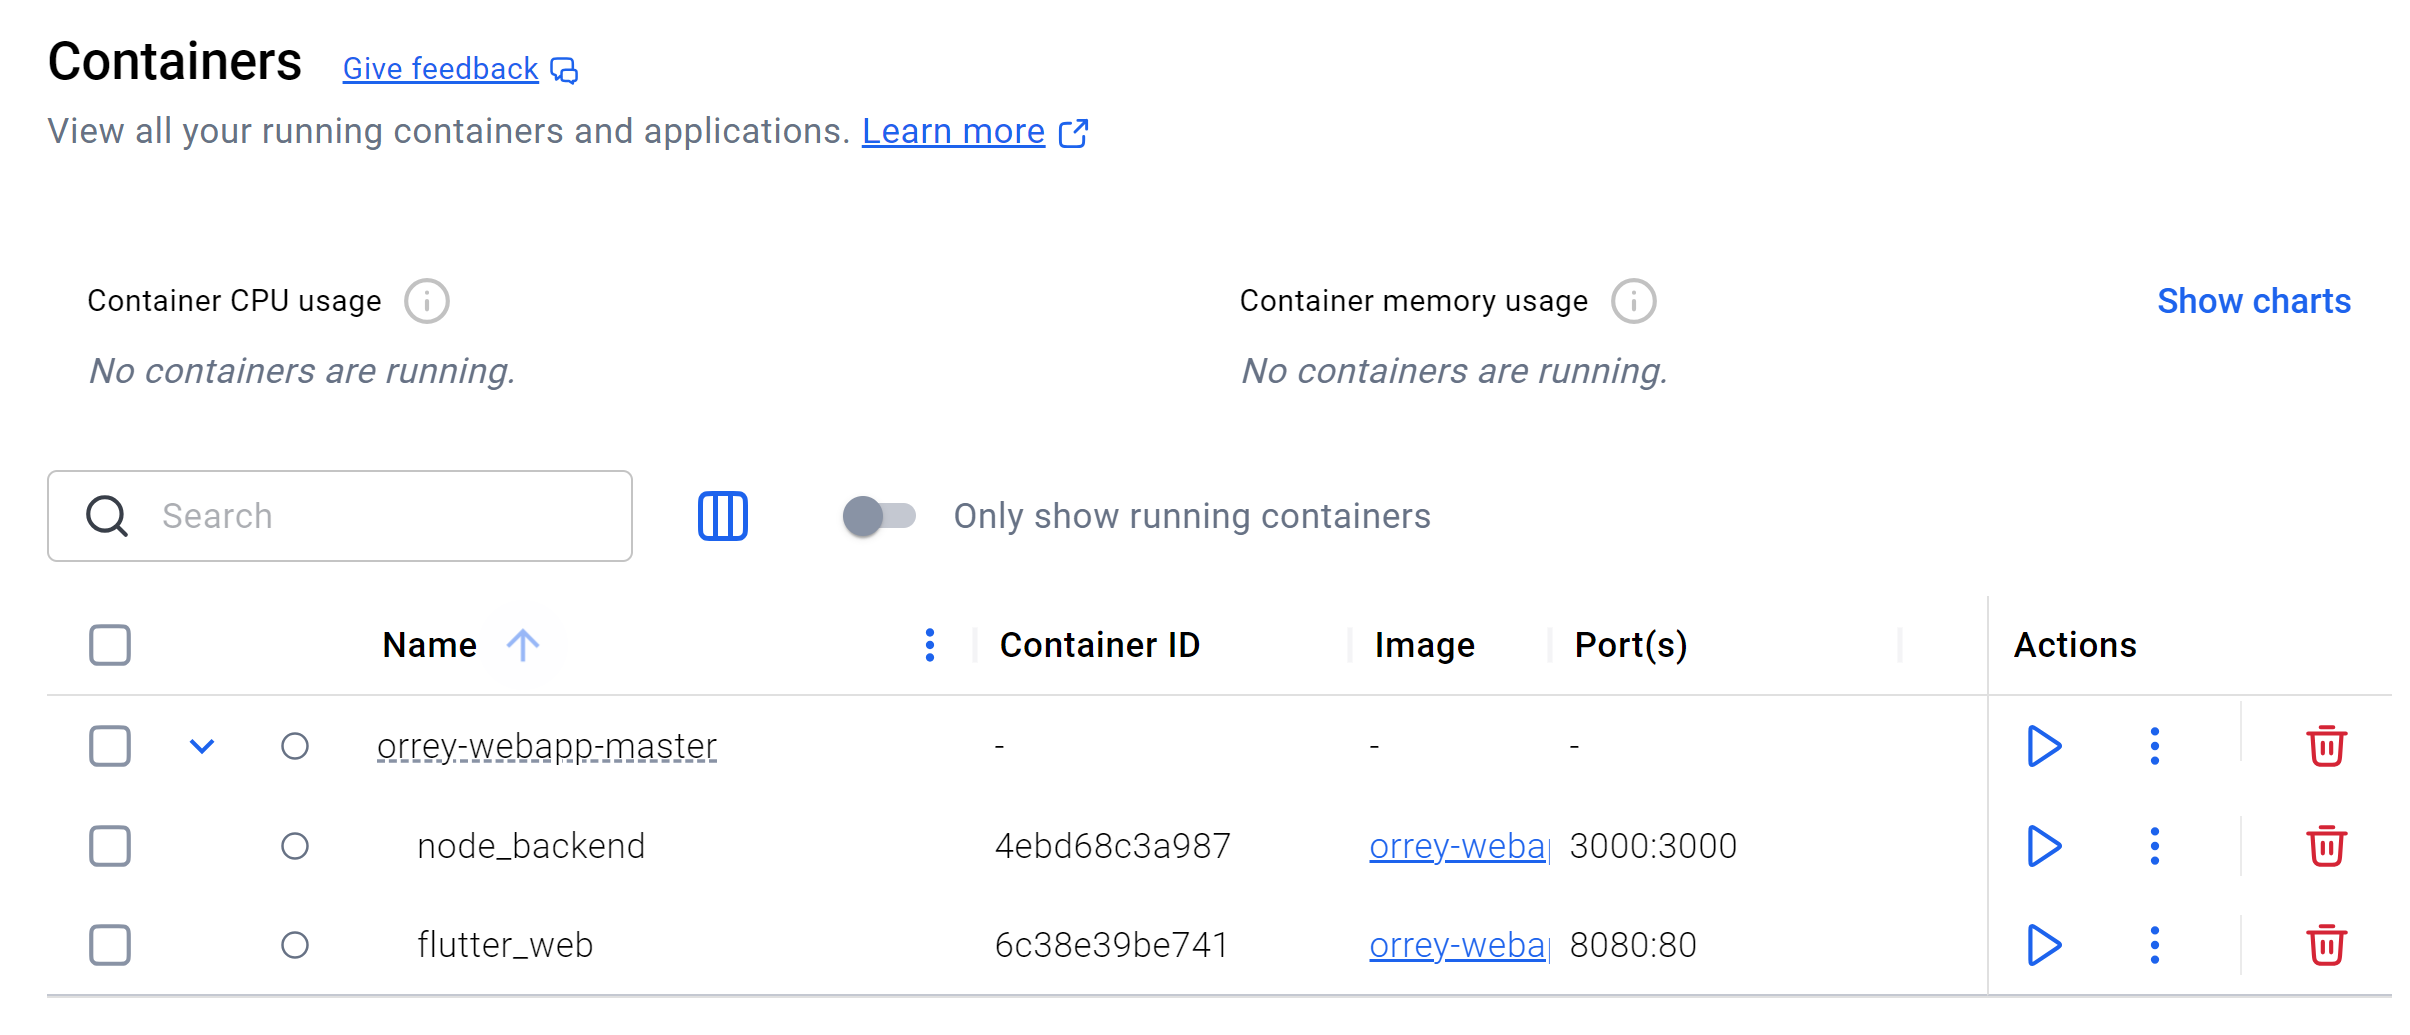 Containers Give feedback
View all your running containers and applications. Learn more
Container CPU usage Container memory usage Show charts
No containers are running. No containers are running.
Search Only show running containers
Name Container ID Image Port(s) Actions
orrey-webapp-master - - -
node_backend 4ebd68c3a987 orrey-weba 3000:3000
flutter_web 6c38e39be741 orrey-weba 8080:80